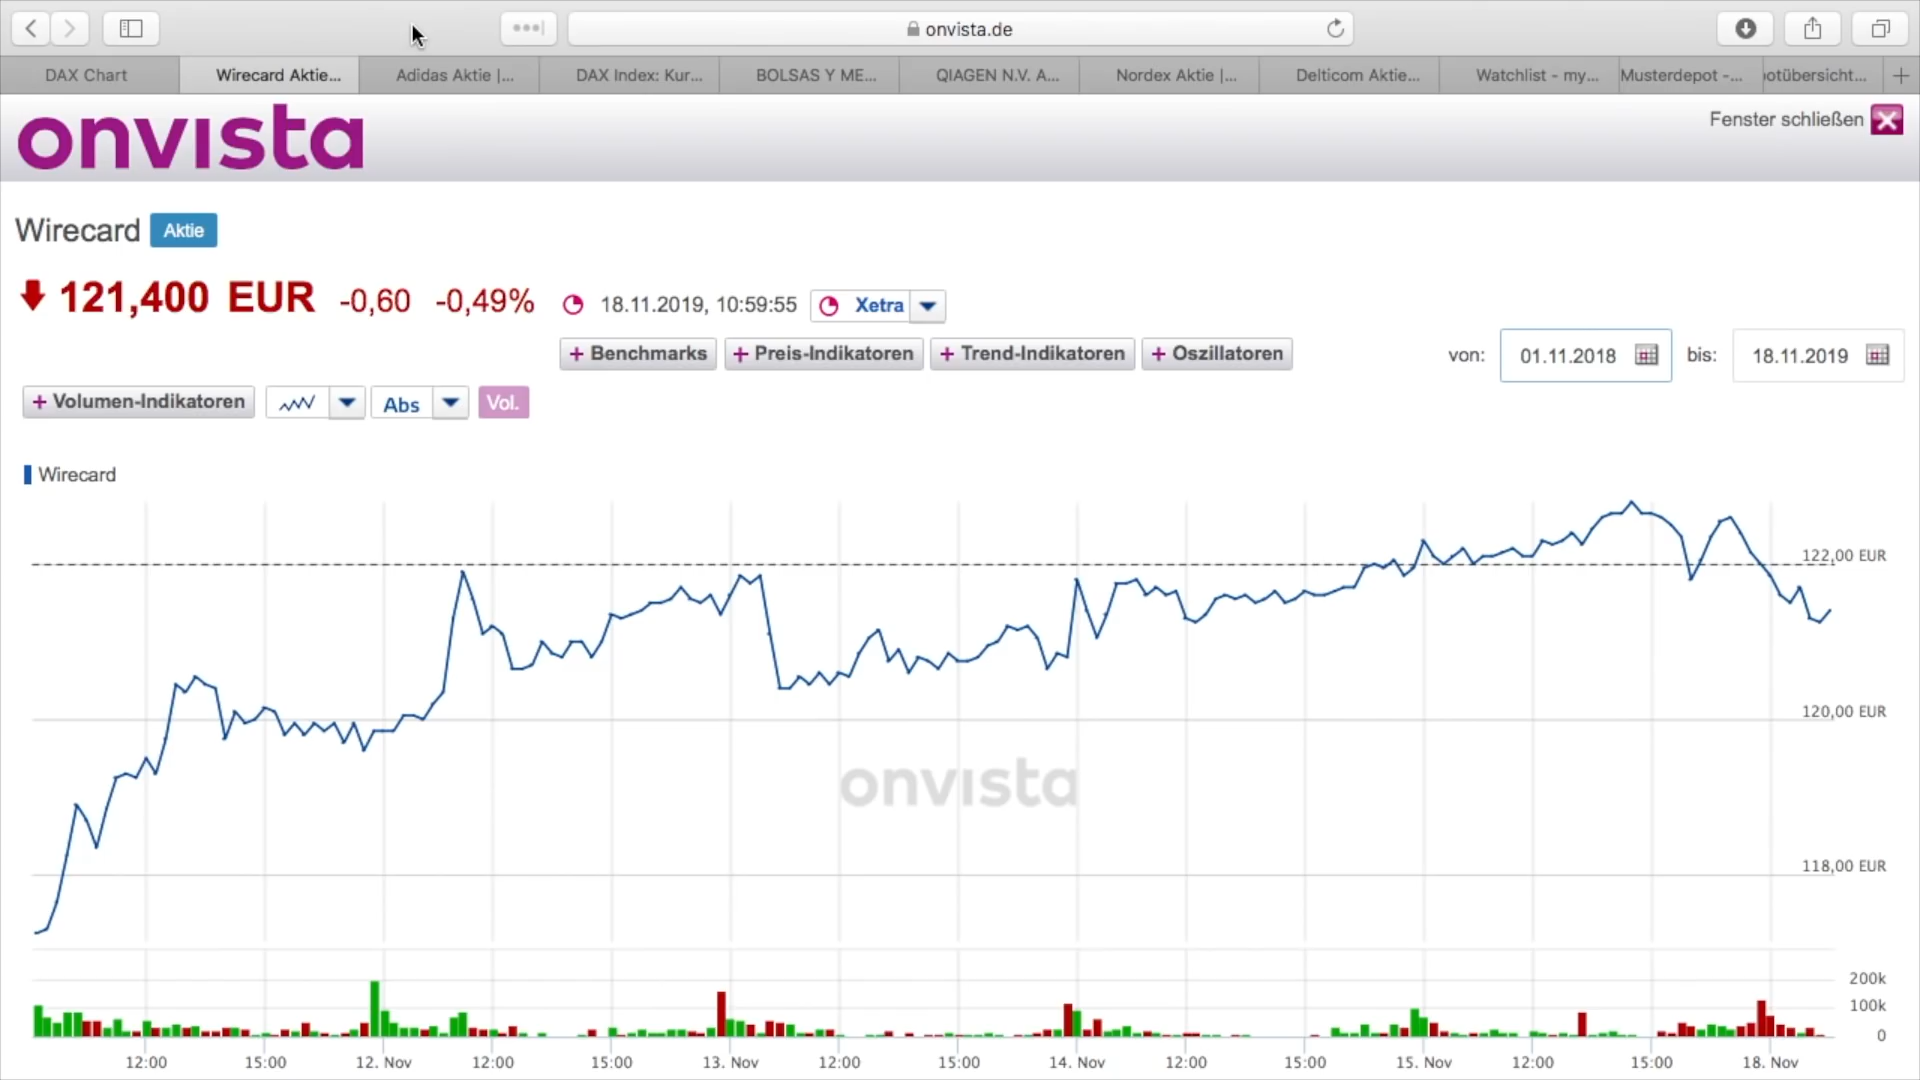 onvista.de
DAX Chart
Wirecard Aktie...
Adidas Aktie |...
DAX Index: Kur...
BOLSAS Y ME...
QIAGEN N.V. A...
Nordex Aktie |...
Delticom Aktie...
Watchlist - my...
Musterdepot -...
otübersicht...
onvista
Fenster schließen
Wirecard Aktie
121,400 EUR -0,60 -0,49% 18.11.2019, 10:59:55 Xetra
+ Benchmarks + Preis-Indikatoren + Trend-Indikatoren + Oszillatoren von: 01.11.2018 bis: 18.11.2019
+ Volumen-Indikatoren Abs Vol.
Wirecard
122,00 EUR
120,00 EUR
onvista
118,00 EUR
200k
100k
0
12:00 15:00 12. Nov 12:00 15:00 13. Nov 12:00 15:00 14. Nov 12:00 15:00 15. Nov 12:00 15:00 18. Nov